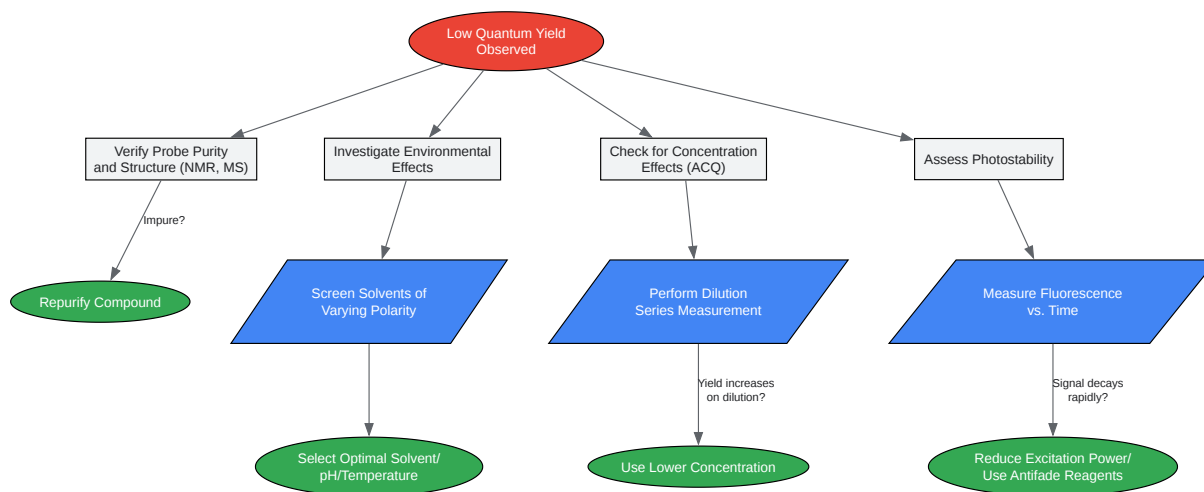 Low Quantum Yield
Observed
Verify Probe Purity
and Structure (NMR, MS)
Investigate Environmental
Effects
Check for Concentration
Effects (ACQ)
Assess Photostability
Impure?
Repurify Compound
Screen Solvents of
Varying Polarity
Perform Dilution
Series Measurement
Measure Fluorescence
vs. Time
Yield increases
on dilution?
Signal decays
rapidly?
Select Optimal Solvent/
pH/Temperature
Use Lower Concentration
Reduce Excitation Power/
Use Antifade Reagents